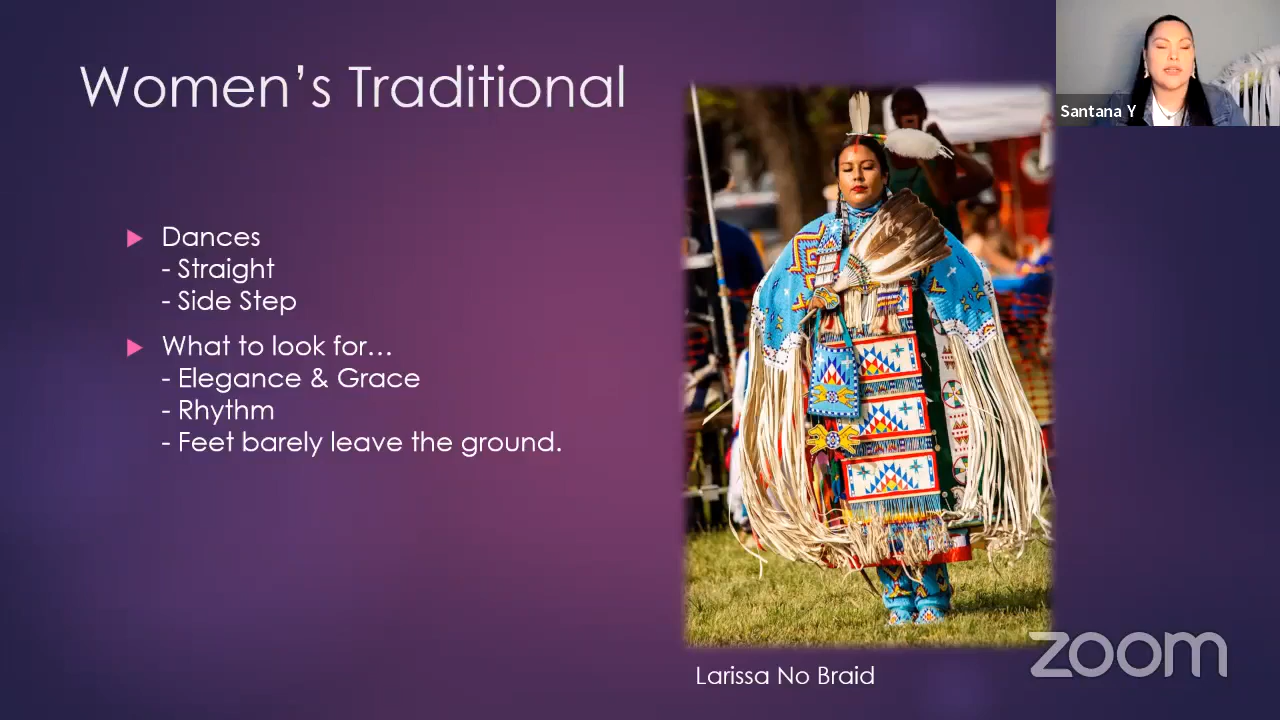 Women’s Traditional
Santana Y
Dances
- Straight
- Side Step
What to look for…
- Elegance & Grace
- Rhythm
- Feet barely leave the ground.
Larissa No Braid
zoom